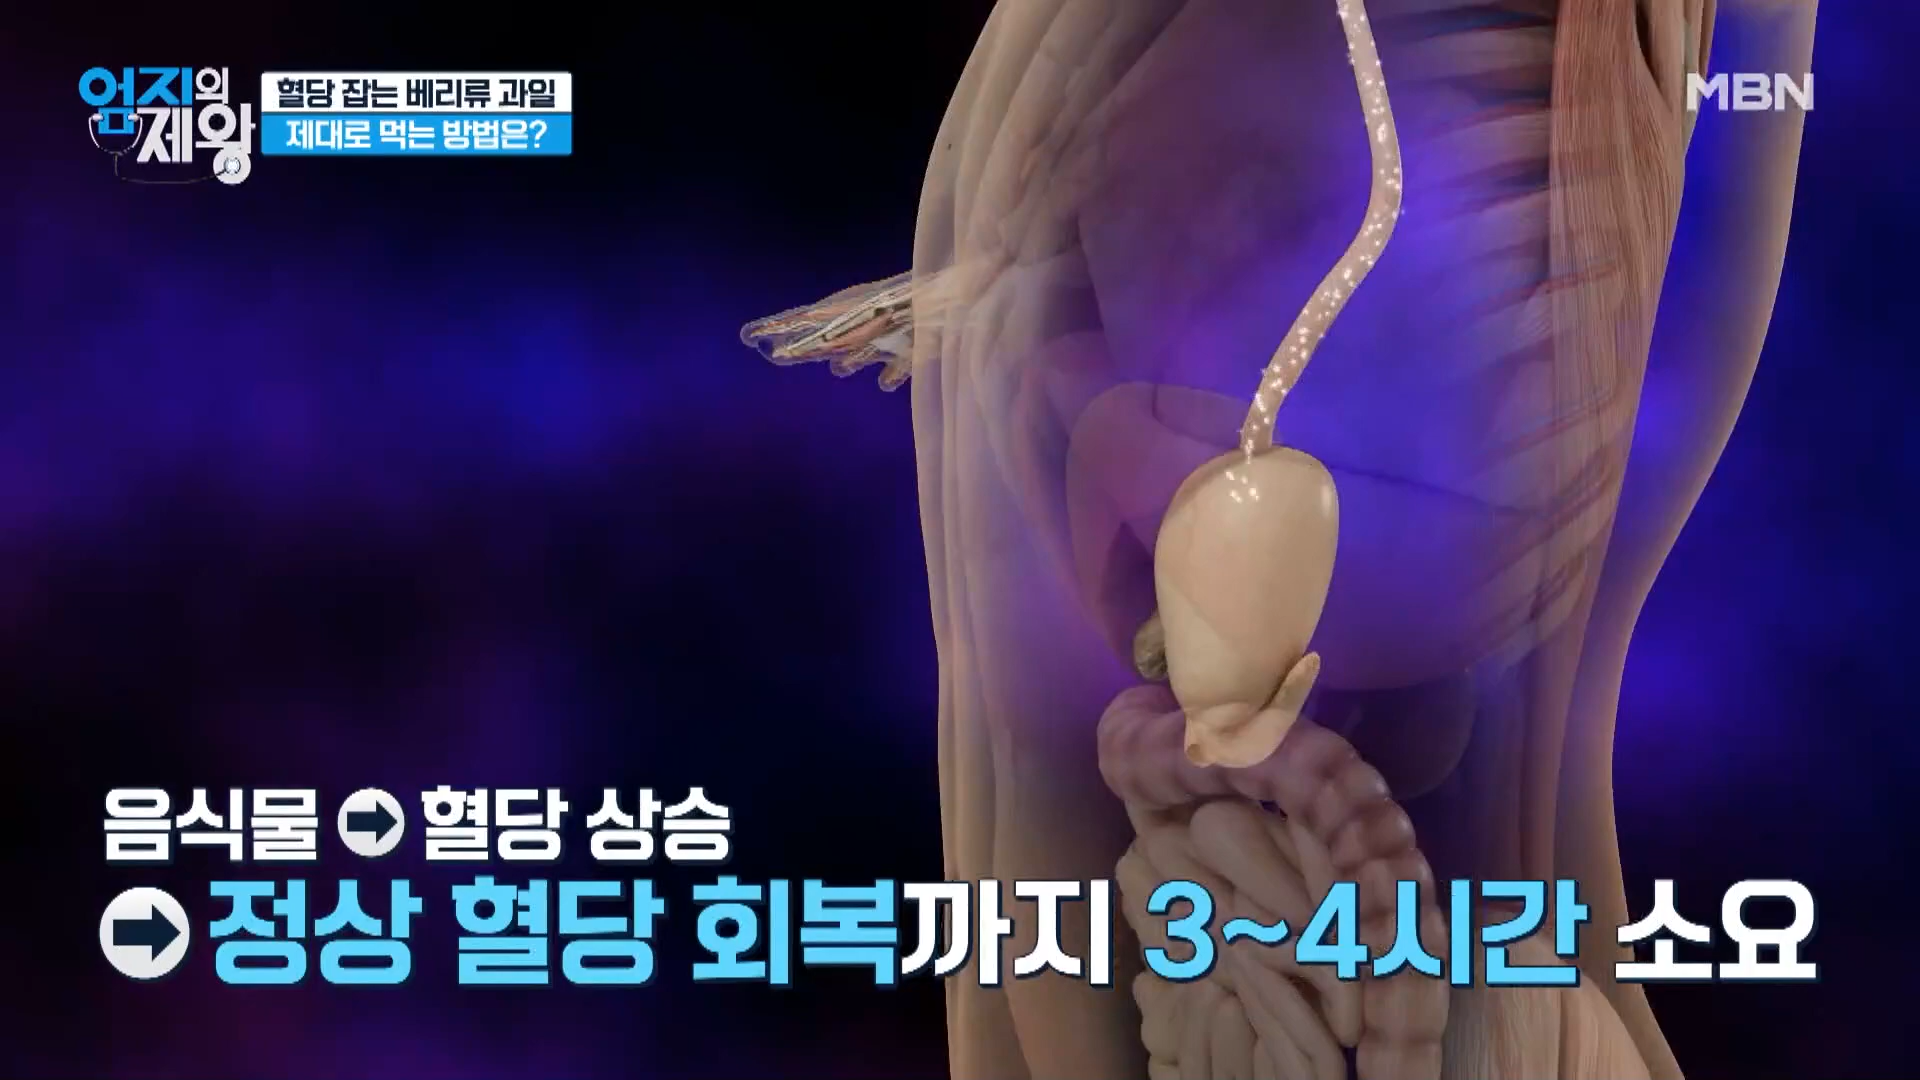 엄지의 제왕
혈당 잡는 베리류 과일
제대로 먹는 방법은?
MBN
음식물 ➡ 혈당 상승
➡ 정상 혈당 회복까지 3~4시간 소요